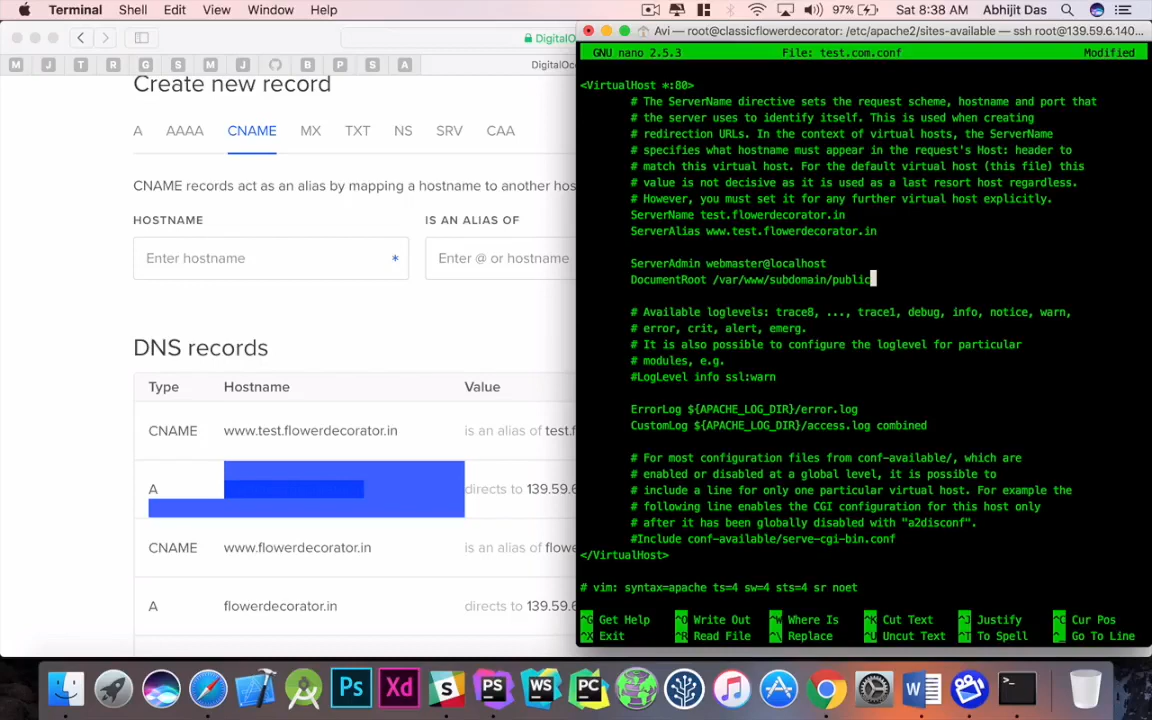 Terminal Shell Edit View Window Help 97% Sat 8:38 AM Abhijit Das
DigitalO
M J T R G S M J B P S A DigitalOc
Create new record
A AAAA CNAME MX TXT NS SRV CAA
CNAME records act as an alias by mapping a hostname to another hos
HOSTNAME IS AN ALIAS OF
Enter hostname * Enter @ or hostname
DNS records
Type Hostname Value
CNAME www.test.flowerdecorator.in is an alias of test.f
A directs to 139.59.6
CNAME www.flowerdecorator.in is an alias of flowe
A flowerdecorator.in directs to 139.59.6
Avi — root@classicflowerdecorator: /etc/apache2/sites-available — ssh root@139.59.6.140...
GNU nano 2.5.3 File: test.com.conf Modified
<VirtualHost *:80>
# The ServerName directive sets the request scheme, hostname and port that
# the server uses to identify itself. This is used when creating
# redirection URLs. In the context of virtual hosts, the ServerName
# specifies what hostname must appear in the request's Host: header to
# match this virtual host. For the default virtual host (this file) this
# value is not decisive as it is used as a last resort host regardless.
# However, you must set it for any further virtual host explicitly.
ServerName test.flowerdecorator.in
ServerAlias www.test.flowerdecorator.in
ServerAdmin webmaster@localhost
DocumentRoot /var/www/subdomain/public
# Available loglevels: trace8, ..., trace1, debug, info, notice, warn,
# error, crit, alert, emerg.
# It is also possible to configure the loglevel for particular
# modules, e.g.
#LogLevel info ssl:warn
ErrorLog ${APACHE_LOG_DIR}/error.log
CustomLog ${APACHE_LOG_DIR}/access.log combined
# For most configuration files from conf-available/, which are
# enabled or disabled at a global level, it is possible to
# include a line for only one particular virtual host. For example the
# following line enables the CGI configuration for this host only
# after it has been globally disabled with "a2disconf".
#Include conf-available/serve-cgi-bin.conf
</VirtualHost>
# vim: syntax=apache ts=4 sw=4 sts=4 sr noet
^G Get Help ^O Write Out ^W Where Is ^K Cut Text ^J Justify ^C Cur Pos
^X Exit ^R Read File ^\ Replace ^U Uncut Text ^T To Spell ^_ Go To Line
Ps Xd S PS WS PC W >_